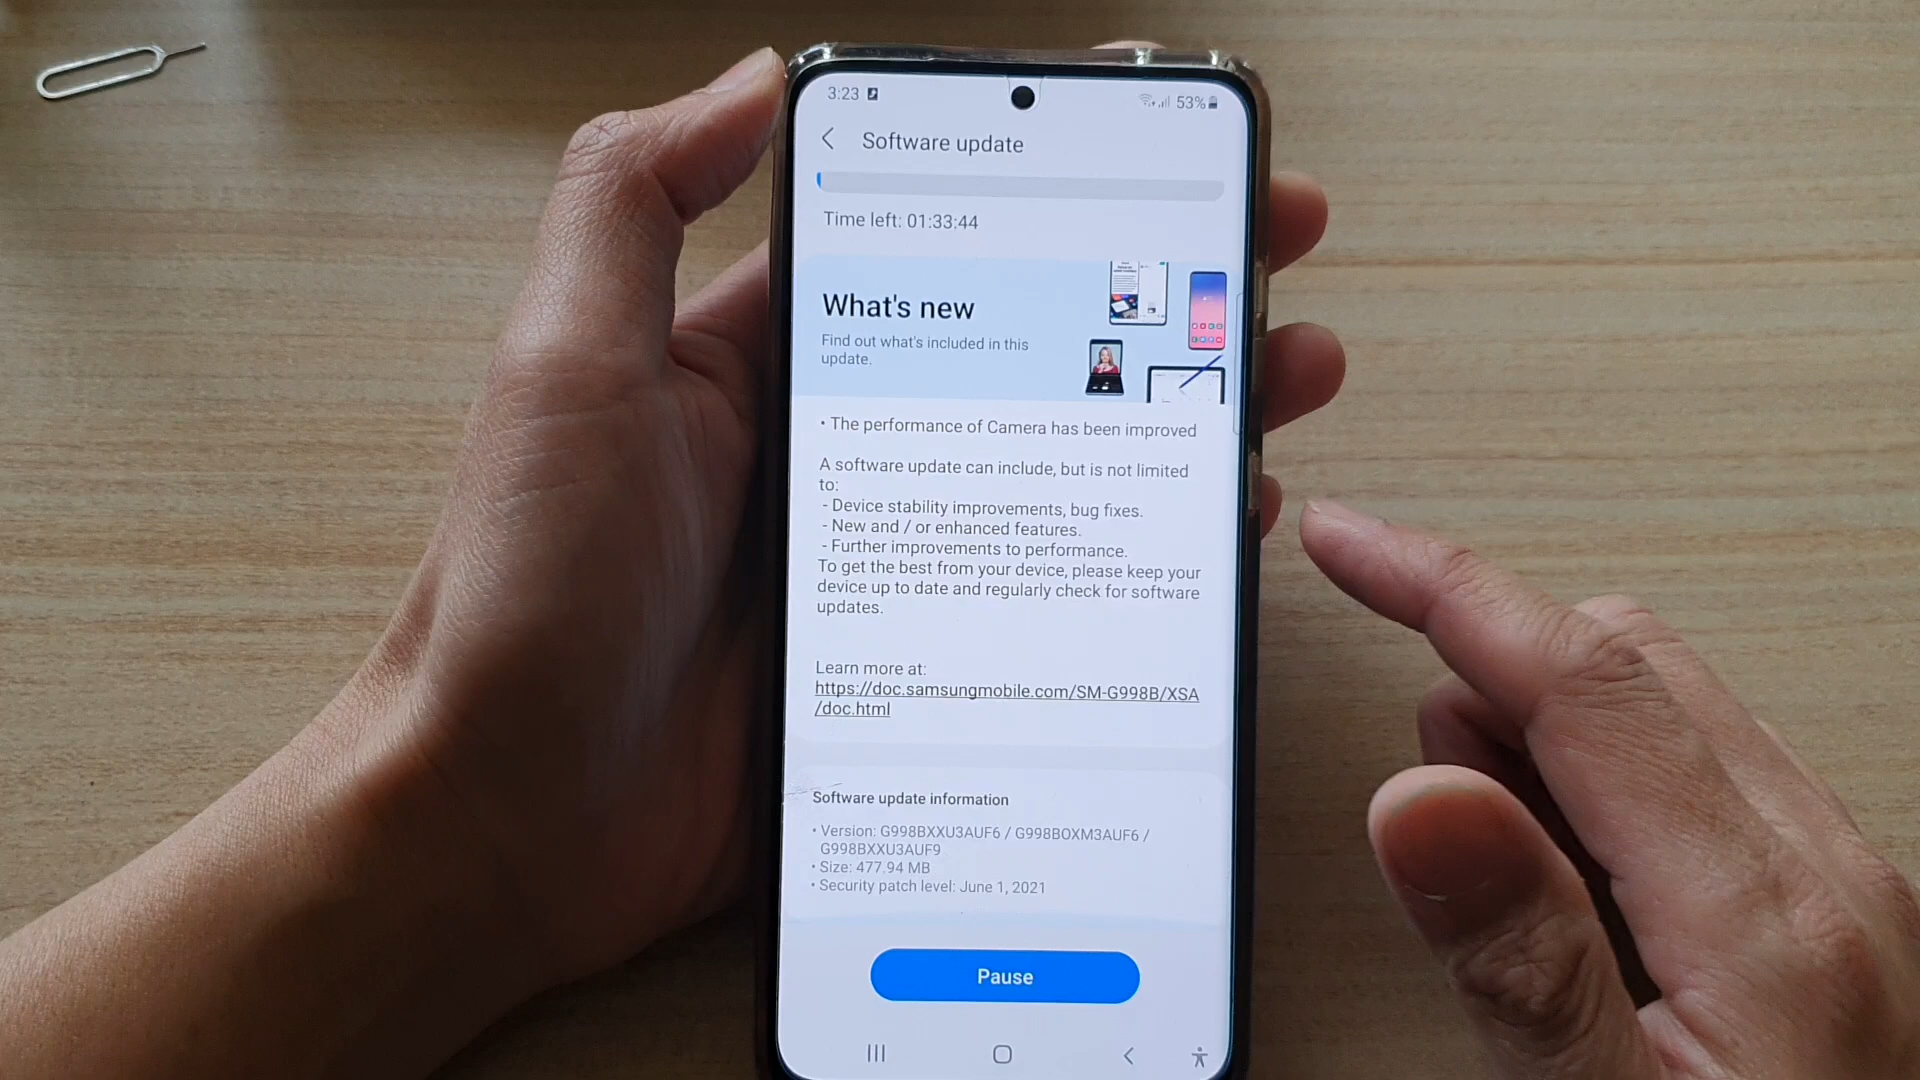 3:23
53%
Software update
Time left: 01:33:44
What's new
Find out what's included in this
update.
• The performance of Camera has been improved
A software update can include, but is not limited
to:
- Device stability improvements, bug fixes.
- New and / or enhanced features.
- Further improvements to performance.
To get the best from your device, please keep your
device up to date and regularly check for software
updates.
Learn more at:
https://doc.samsungmobile.com/SM-G998B/XSA
/doc.html
Software update information
• Version: G998BXXU3AUF6 / G998BOXM3AUF6 /
G998BXXU3AUF9
• Size: 477.94 MB
• Security patch level: June 1, 2021
Pause